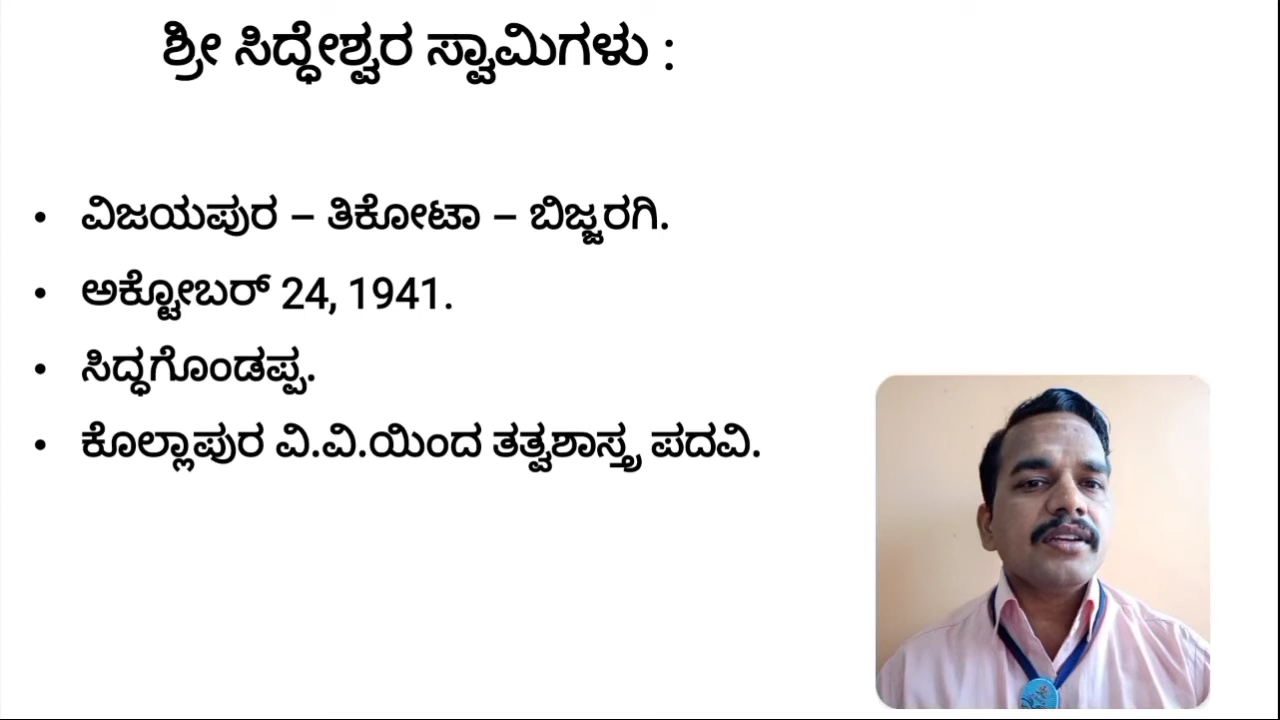 ಶ್ರೀ ಸಿದ್ಧೇಶ್ವರ ಸ್ವಾಮಿಗಳು :
• ವಿಜಯಪುರ – ತಿಕೋಟಾ – ಬಿಜ್ಜರಗಿ.
• ಅಕ್ಟೋಬರ್ 24, 1941.
• ಸಿದ್ಧಗೊಂಡಪ್ಪ.
• ಕೊಲ್ಲಾಪುರ ವಿ.ವಿ.ಯಿಂದ ತತ್ವಶಾಸ್ತ್ರ ಪದವಿ.